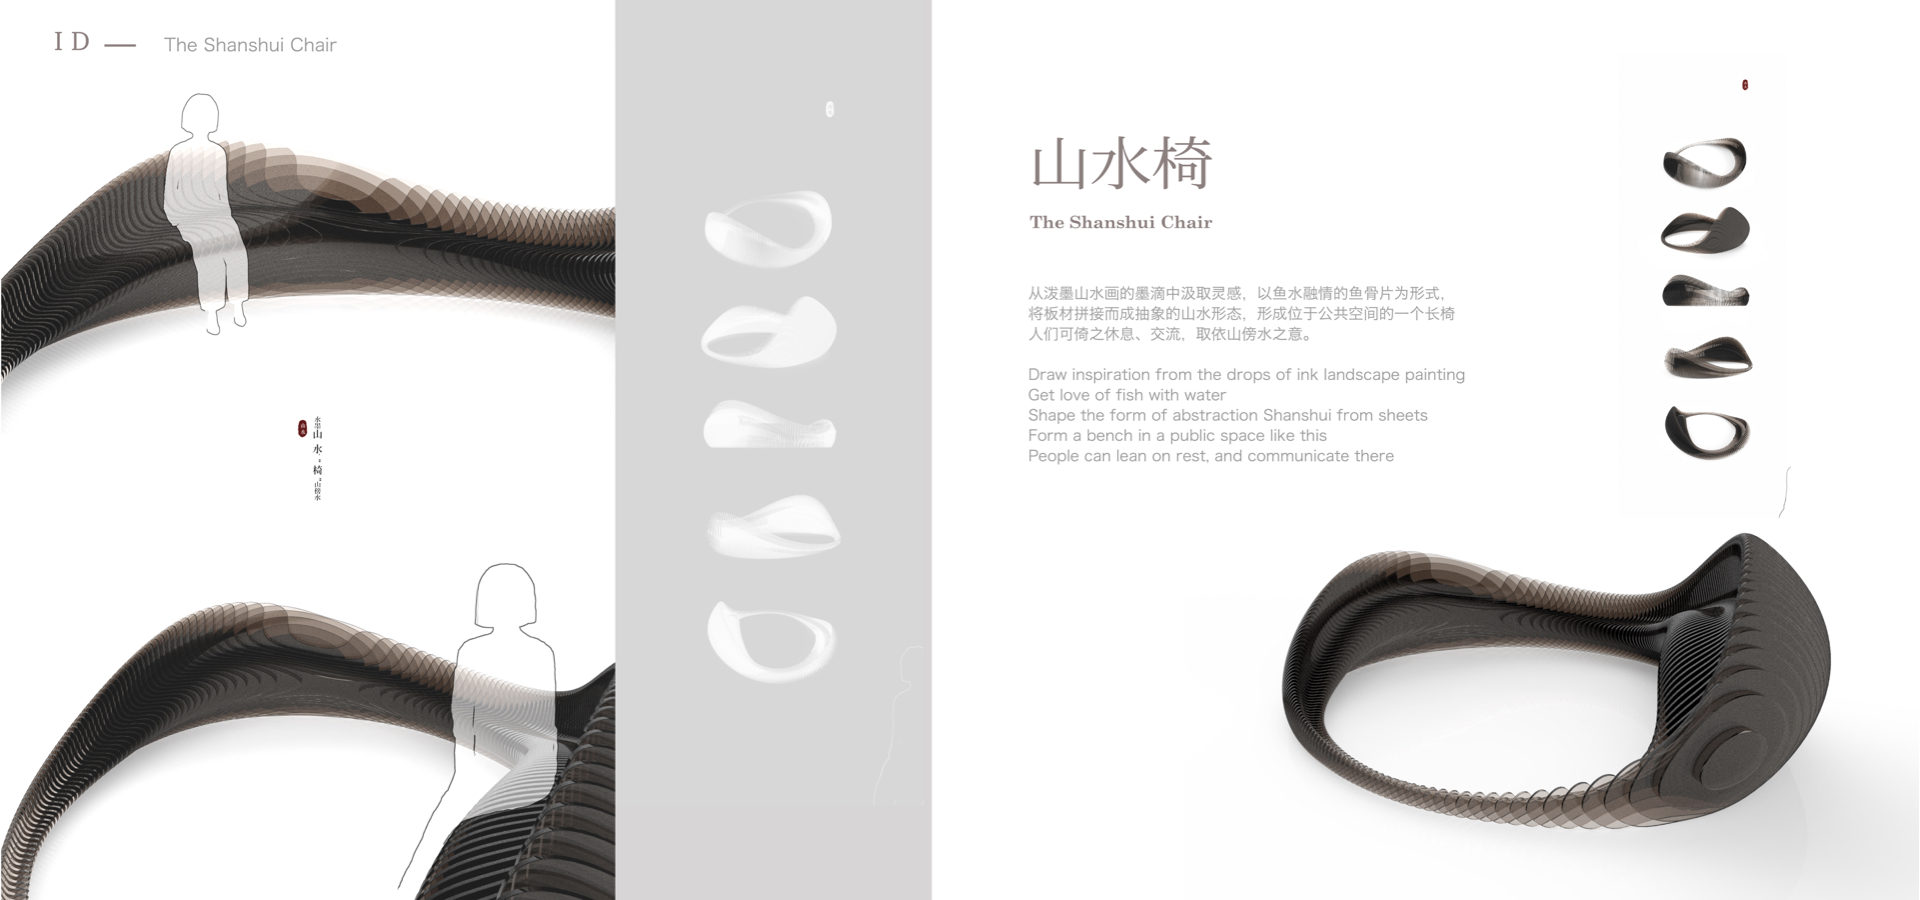 ID — The Shanshui Chair
水墨山水·椅·山傍水
山水椅
The Shanshui Chair
从泼墨山水画的墨滴中汲取灵感，以鱼水融情的鱼骨片为形式，
将板材拼接而成抽象的山水形态，形成位于公共空间的一个长椅
人们可倚之休息、交流，取依山傍水之意。
Draw inspiration from the drops of ink landscape painting
Get love of fish with water
Shape the form of abstraction Shanshui from sheets
Form a bench in a public space like this
People can lean on rest, and communicate there